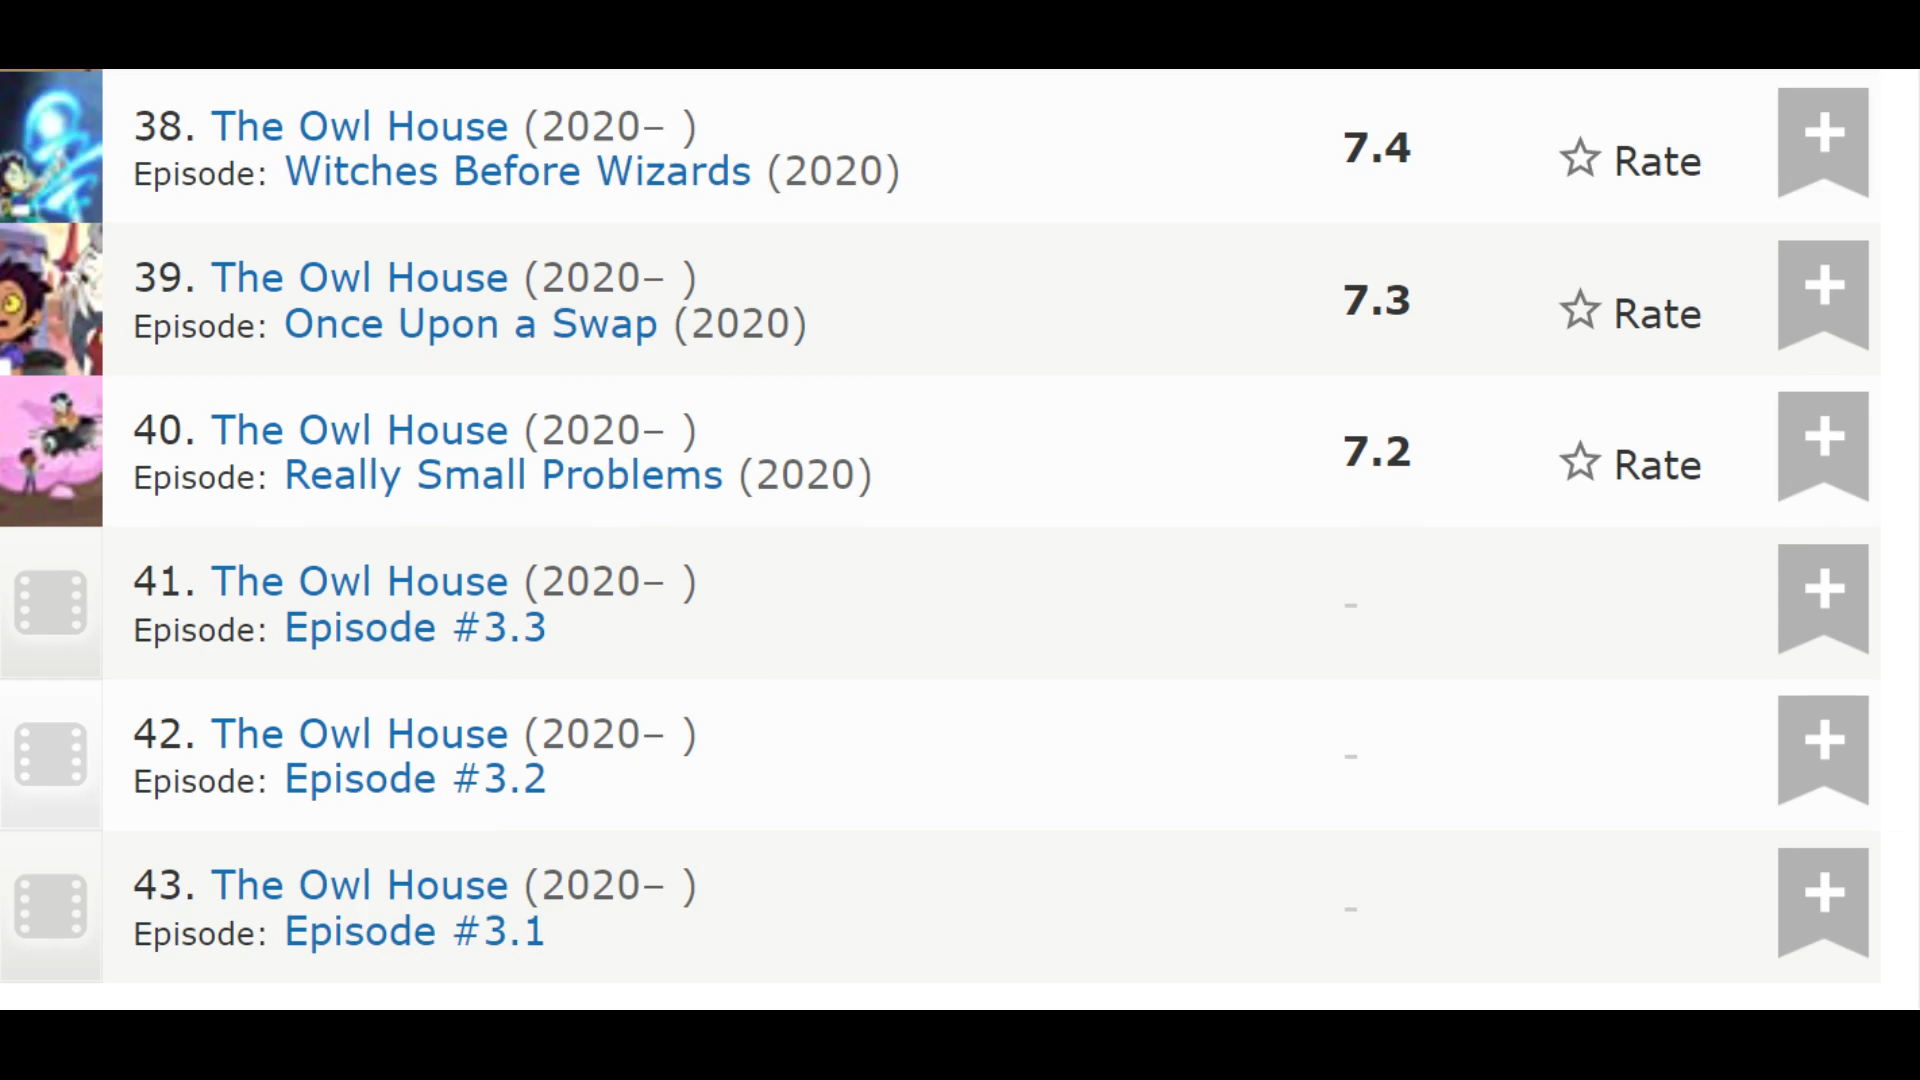 38. The Owl House (2020– ) 7.4 Rate
Episode: Witches Before Wizards (2020)
39. The Owl House (2020– ) 7.3 Rate
Episode: Once Upon a Swap (2020)
40. The Owl House (2020– ) 7.2 Rate
Episode: Really Small Problems (2020)
41. The Owl House (2020– ) -
Episode: Episode #3.3
42. The Owl House (2020– ) -
Episode: Episode #3.2
43. The Owl House (2020– ) -
Episode: Episode #3.1